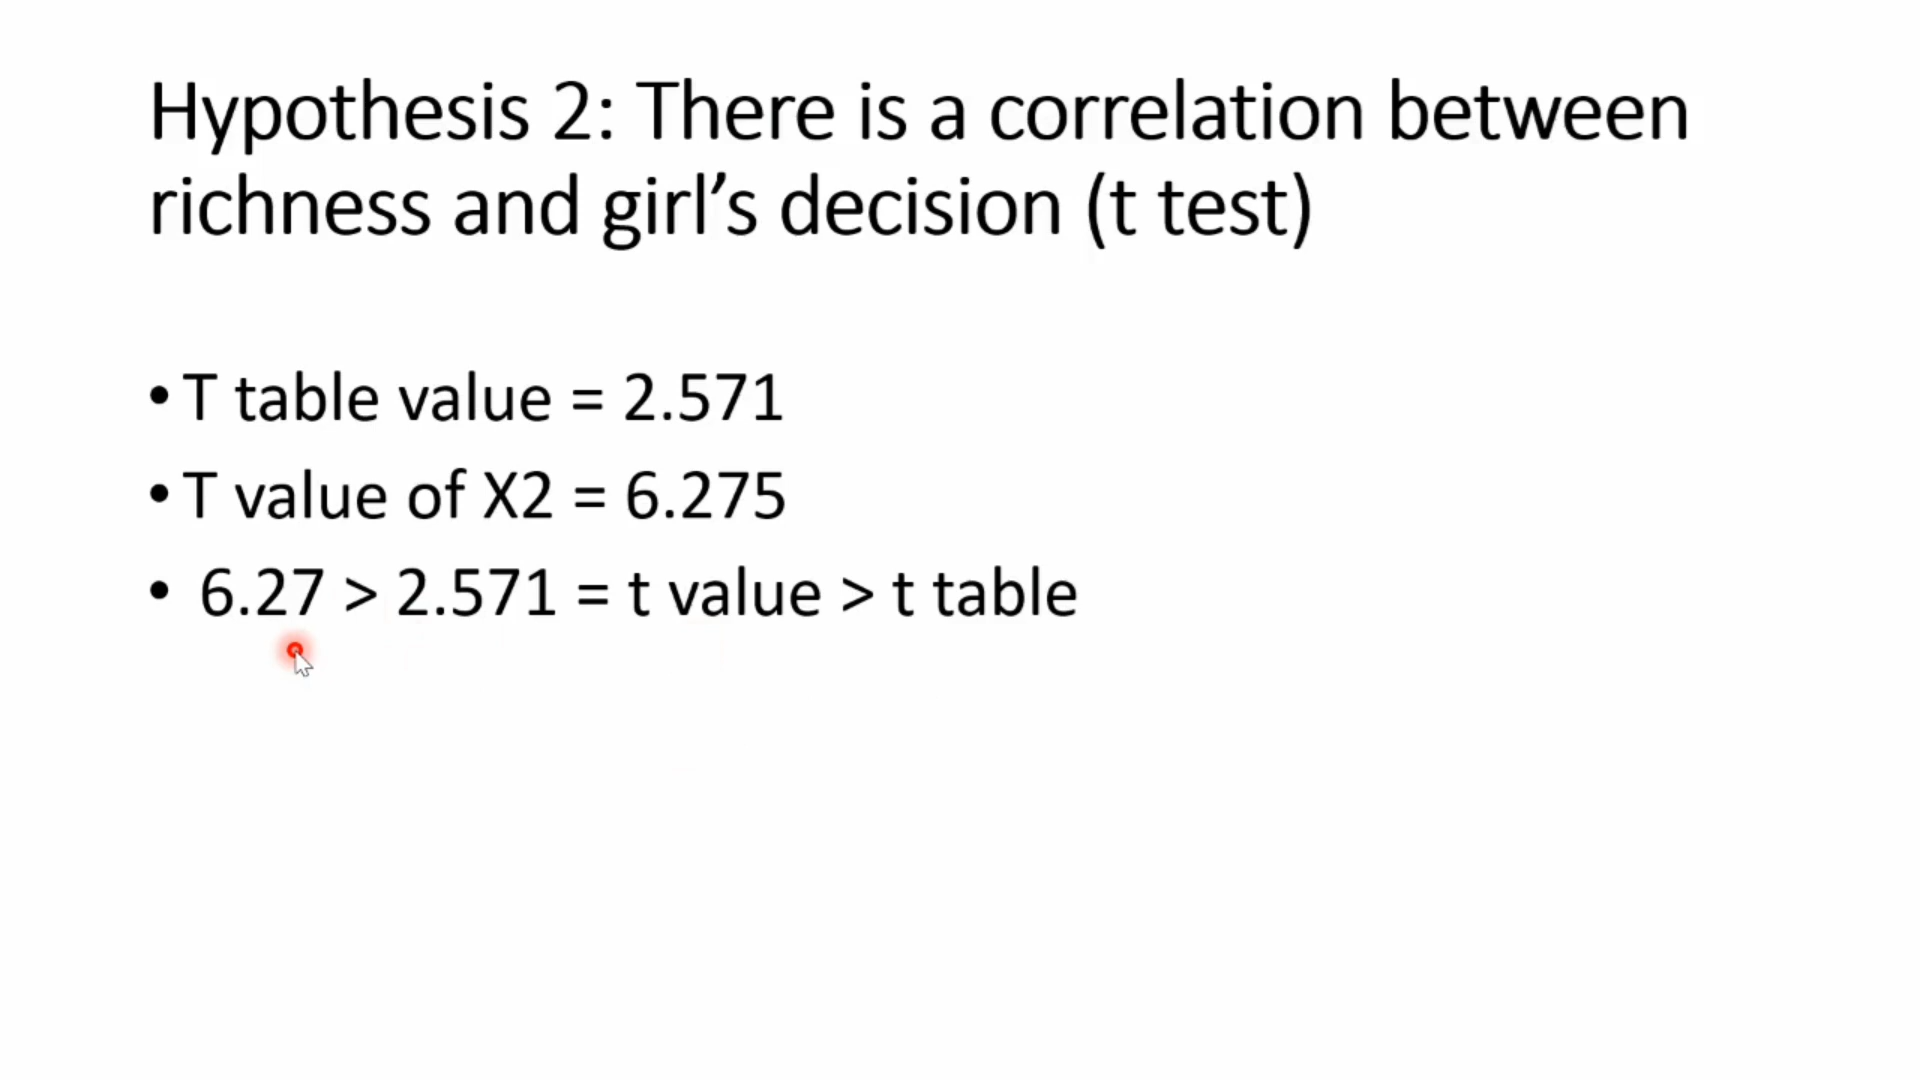 Hypothesis 2: There is a correlation between
richness and girl’s decision (t test)
• T table value = 2.571
• T value of X2 = 6.275
• 6.27 > 2.571 = t value > t table